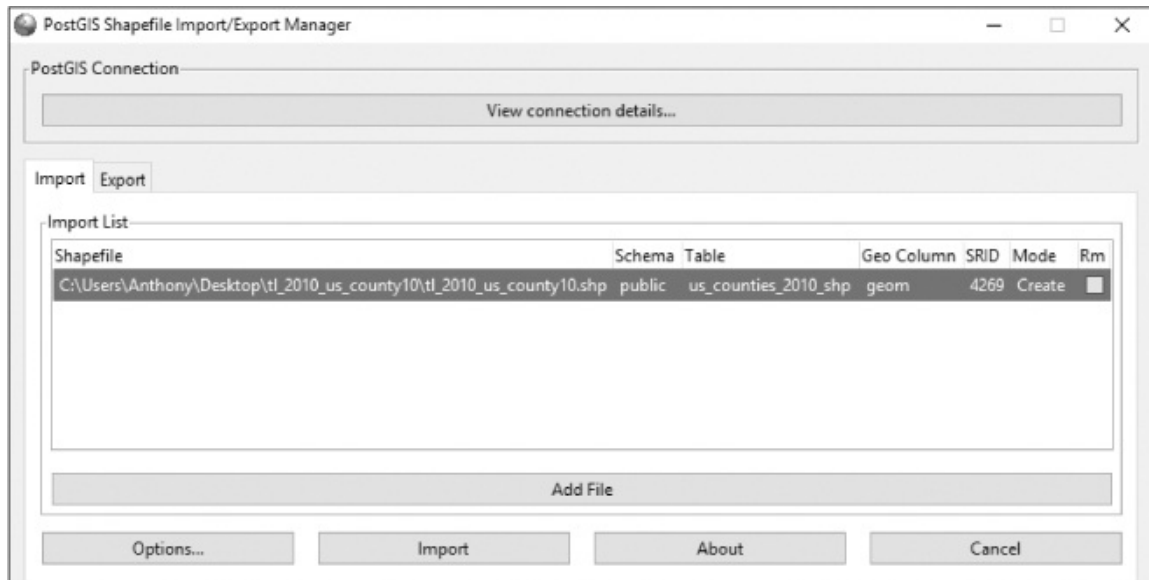 PostGIS Shapefile Import/Export Manager
PostGIS Connection
View connection details...
Import Export
Import List
Shapefile Schema Table Geo Column SRID Mode Rm
C:\Users\Anthony\Desktop\tl_2010_us_county10\tl_2010_us_county10.shp public us_counties_2010_shp geom 4269 Create
Add File
Options... Import About Cancel